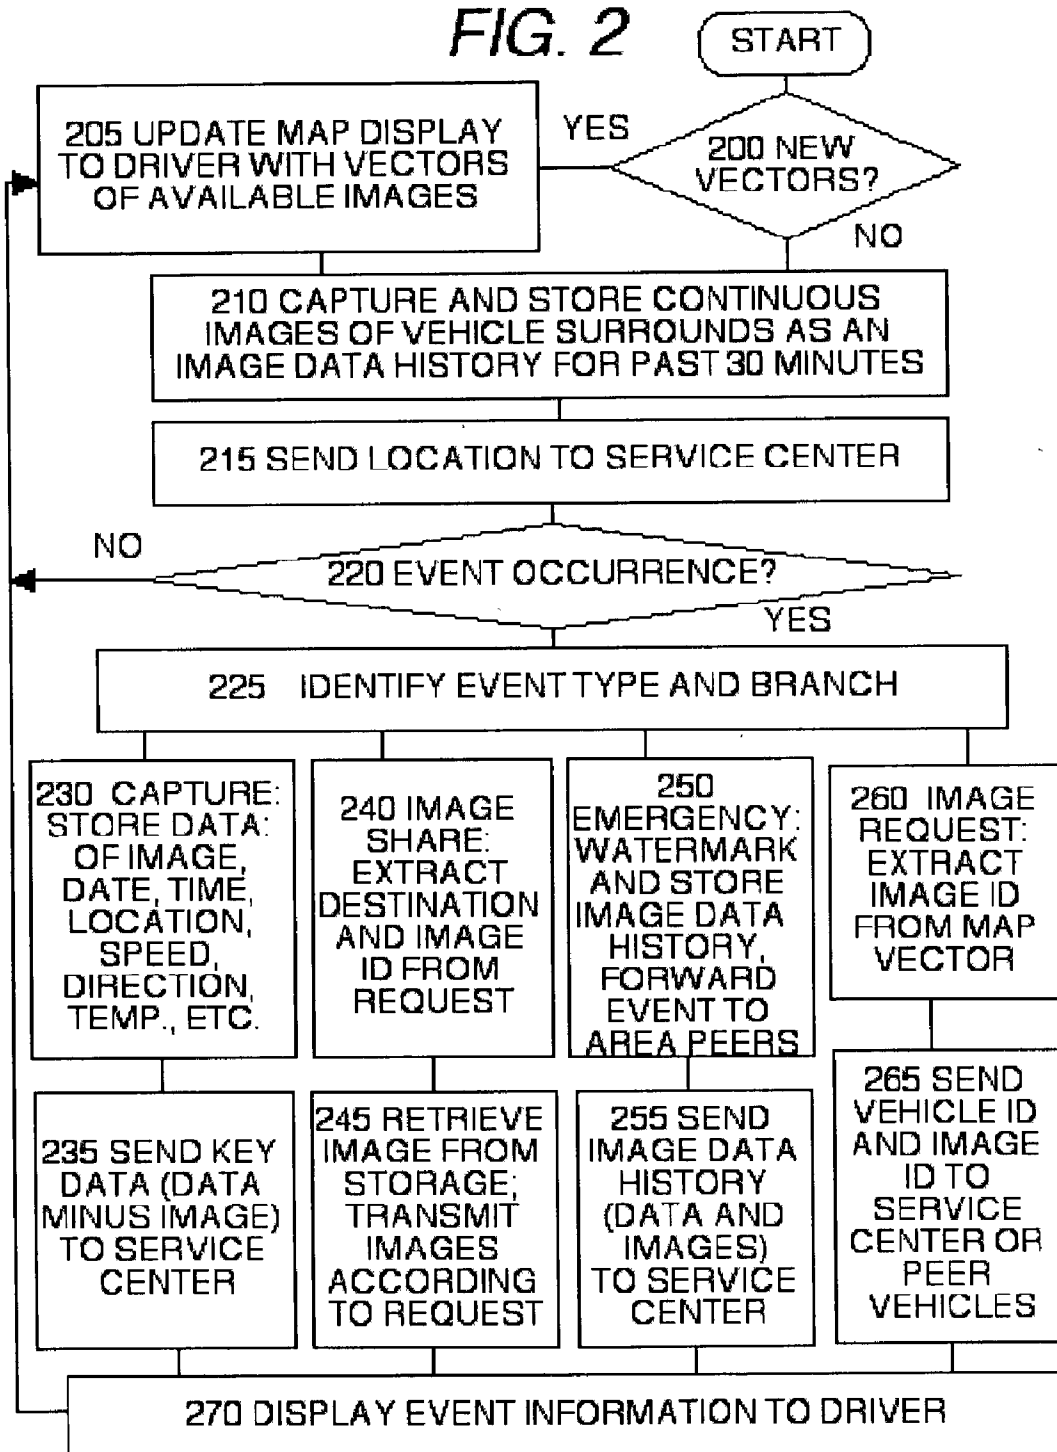 FIG. 2
START
205 UPDATE MAP DISPLAY
TO DRIVER WITH VECTORS
OF AVAILABLE IMAGES
YES
200 NEW
VECTORS?
NO
210 CAPTURE AND STORE CONTINUOUS
IMAGES OF VEHICLE SURROUNDS AS AN
IMAGE DATA HISTORY FOR PAST 30 MINUTES
215 SEND LOCATION TO SERVICE CENTER
NO
220 EVENT OCCURRENCE?
YES
225 IDENTIFY EVENT TYPE AND BRANCH
230 CAPTURE:
STORE DATA:
OF IMAGE,
DATE, TIME,
LOCATION,
SPEED,
DIRECTION,
TEMP., ETC.
240 IMAGE
SHARE:
EXTRACT
DESTINATION
AND IMAGE
ID FROM
REQUEST
250
EMERGENCY:
WATERMARK
AND STORE
IMAGE DATA
HISTORY,
FORWARD
EVENT TO
AREA PEERS
260 IMAGE
REQUEST:
EXTRACT
IMAGE ID
FROM MAP
VECTOR
235 SEND KEY
DATA (DATA
MINUS IMAGE)
TO SERVICE
CENTER
245 RETRIEVE
IMAGE FROM
STORAGE;
TRANSMIT
IMAGES
ACCORDING
TO REQUEST
255 SEND
IMAGE DATA
HISTORY
(DATA AND
IMAGES)
TO SERVICE
CENTER
265 SEND
VEHICLE ID
AND IMAGE
ID TO
SERVICE
CENTER OR
PEER
VEHICLES
270 DISPLAY EVENT INFORMATION TO DRIVER